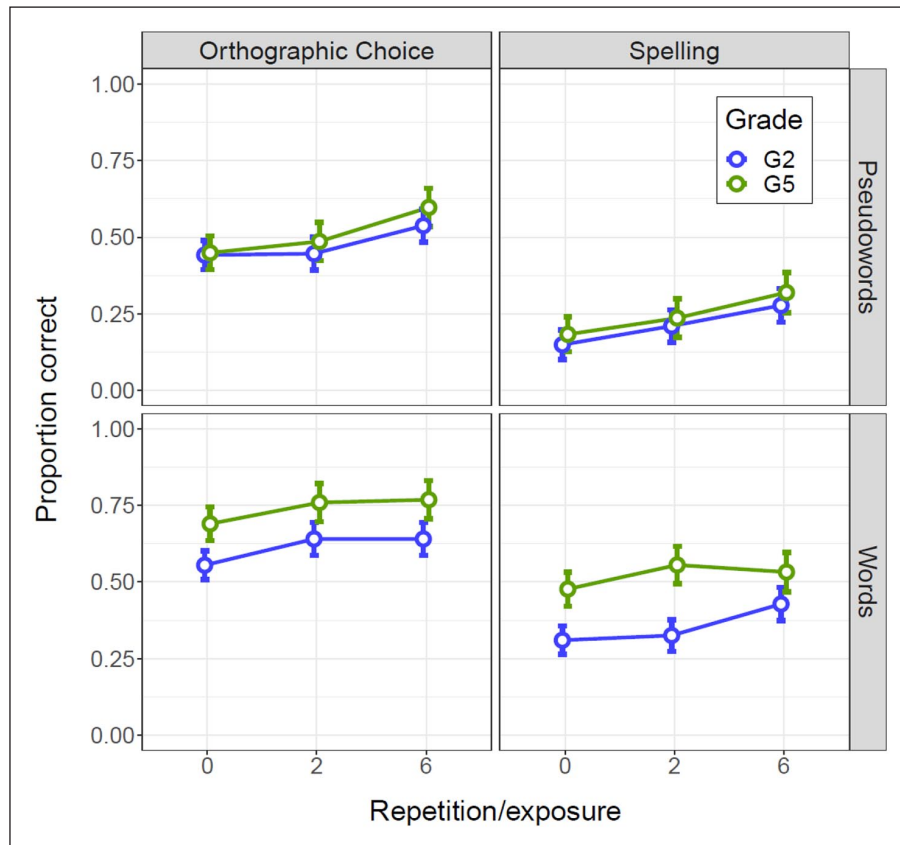 Orthographic Choice
Spelling
1.00
0.75
0.50
0.25
0.00
Grade
G2
G5
Pseudowords
Proportion correct
1.00
0.75
0.50
0.25
0.00
Words
0 2 6
0 2 6
Repetition/exposure